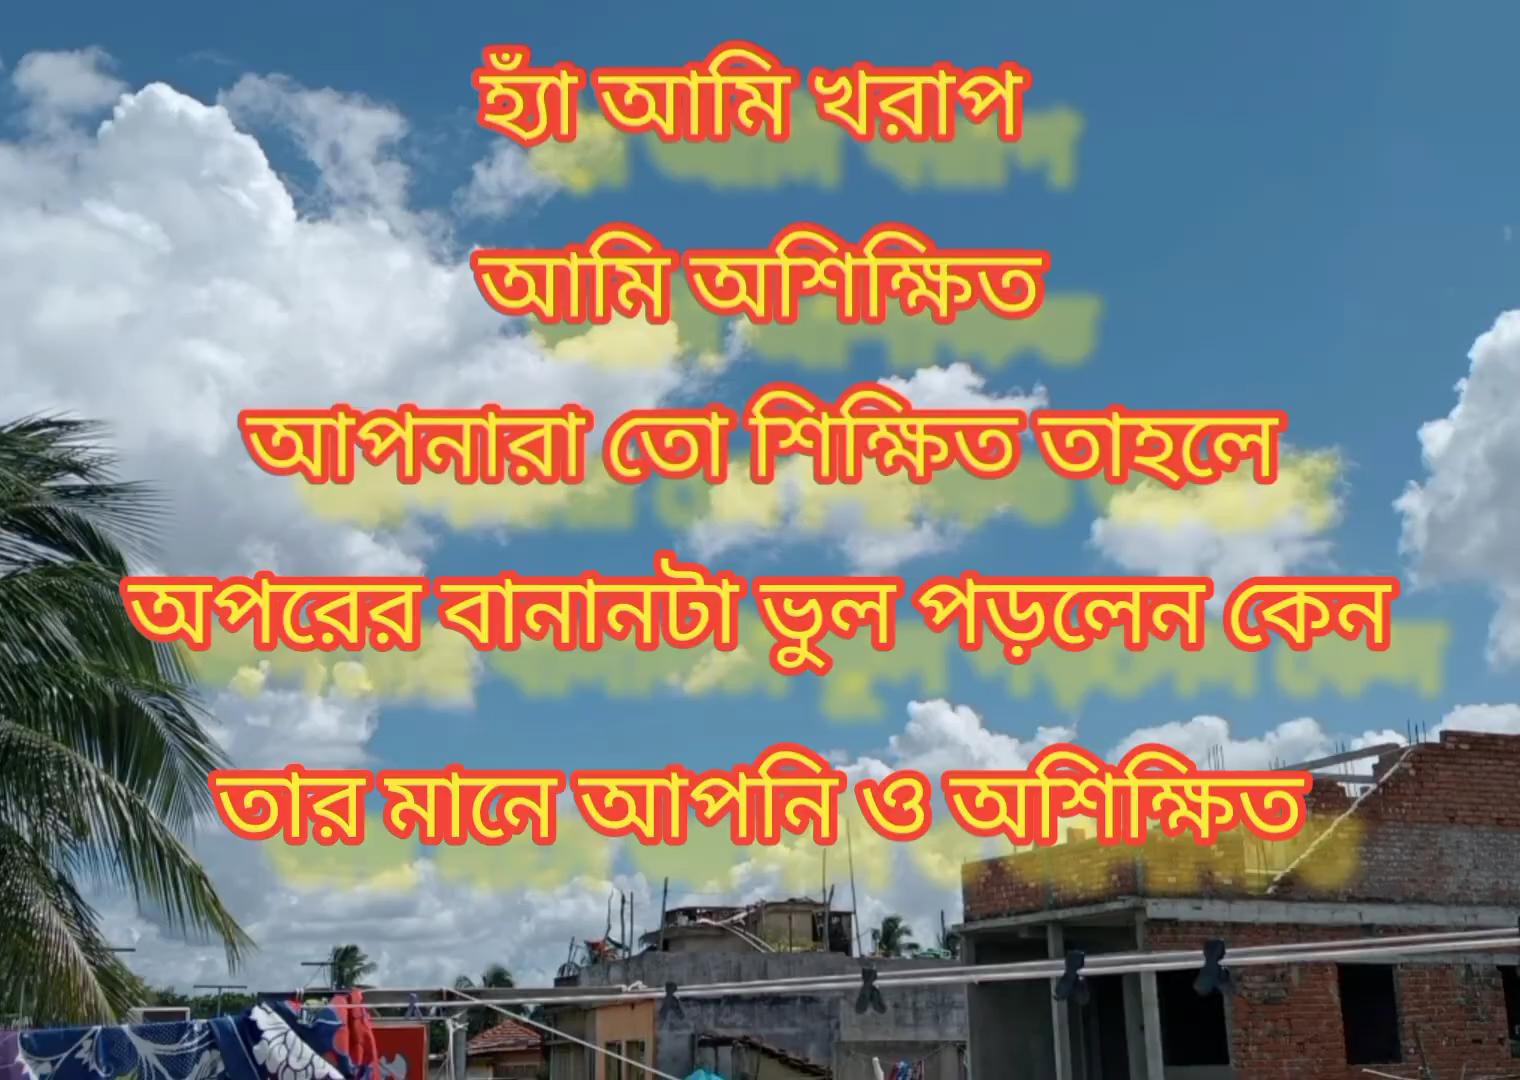 হ্যাঁ আমি খরাপ
আমি অশিক্ষিত
আপনারা তো শিক্ষিত তাহলে
অপরের বানানটা ভুল পড়লেন কেন
তার মানে আপনি ও অশিক্ষিত